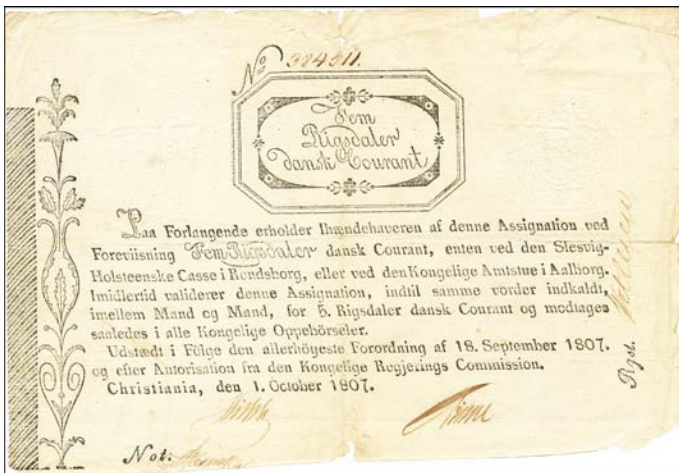 No 384511.
Fem
Rigsdaler
dansk Courant
Paa Forlangende erholder Ihændehaveren af denne Assignation ved
Foreviisning Fem Rigsdaler dansk Courant, enten ved den Slesvig-
Holsteenske Casse i Rendsborg, eller ved den Kongelige Amtstue i Aalborg.
Imidlertid validerer denne Assignation, indtil samme vorder indkaldt,
imellem Mand og Mand, for 5. Rigsdaler dansk Courant og modtages
saaledes i alle Kongelige Oppebörseler.
Udstædt i Fölge den allerhöyeste Forordning af 18. September 1807.
og efter Autorisation fra den Kongelige Regjerings Commission.
Christiania, den 1. October 1807.
Not:
Rgst.